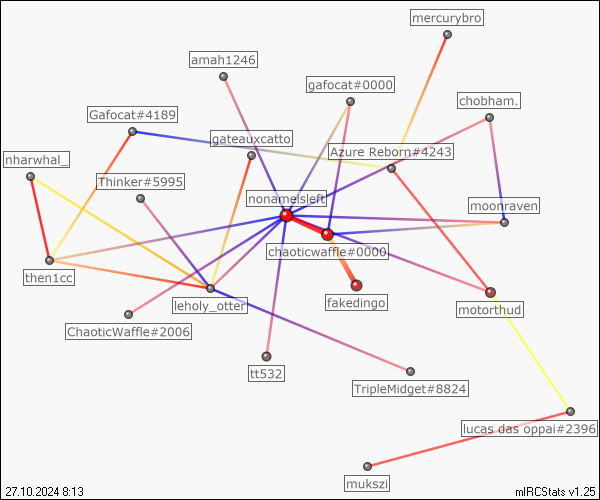 mercurybro
amah1246
gafocat#0000
chobham.
Gafocat#4189
gateauxcatto
Azure Reborn#4243
nharwhal_
Thinker#5995
nonameisleft
moonraven
chaoticwaffle#0000
then1cc
leholy_otter
fakedingo
motorthud
ChaoticWaffle#2006
tt532
TripleMidget#8824
lucas das oppai#2396
mukszi
27.10.2024 8:13
mIRCStats v1.25